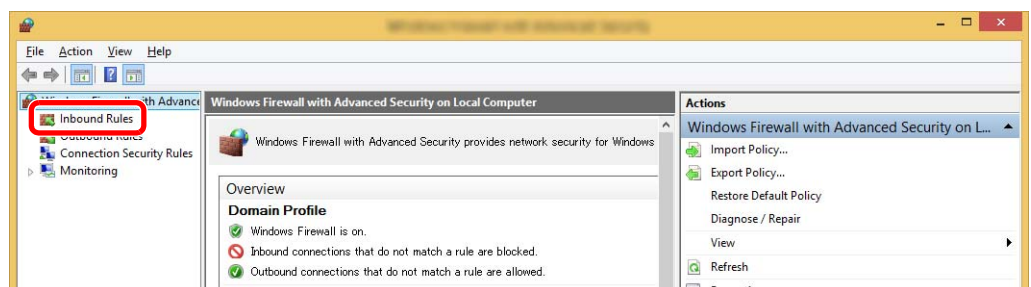 File Action View Help
Windows Firewall with Advanced Security on Local Computer
Actions
Inbound Rules
Outbound Rules
Connection Security Rules
Monitoring
Windows Firewall with Advanced Security provides network security for Windows
Overview
Domain Profile
Windows Firewall is on.
Inbound connections that do not match a rule are blocked.
Outbound connections that do not match a rule are allowed.
Windows Firewall with Advanced Security on L...
Import Policy...
Export Policy...
Restore Default Policy
Diagnose / Repair
View
Refresh